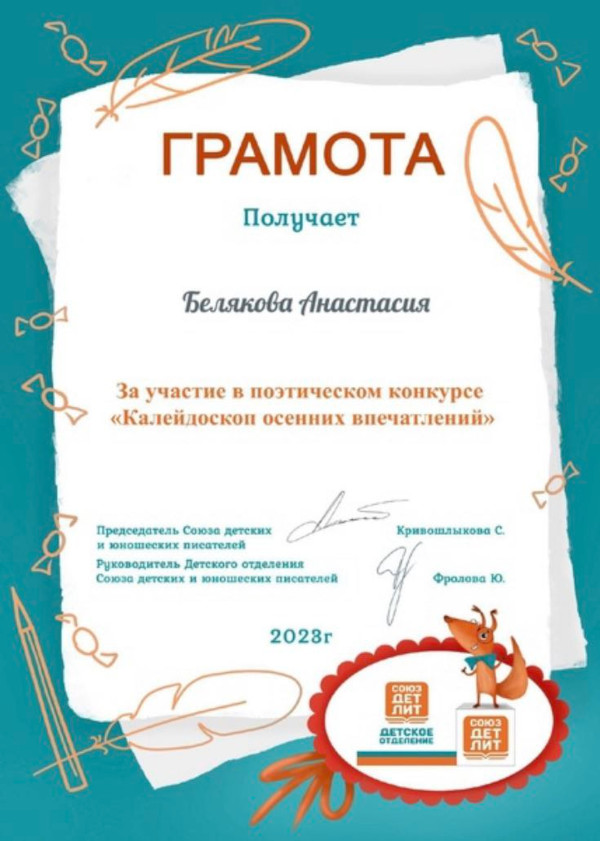 ГРАМОТА
Получает
Белякова Анастасия
За участие в поэтическом конкурсе
«Калейдоскоп осенних впечатлений»
Председатель Союза детских
и юношеских писателей
Кривошлыкова С.
Руководитель Детского отделения
Союза детских и юношеских писателей
Фролова Ю.
2023г
СОЮЗ
ДЕТ
ЛИТ
ДЕТСКОЕ
ОТДЕЛЕНИЕ
СОЮЗ
ДЕТ
ЛИТ